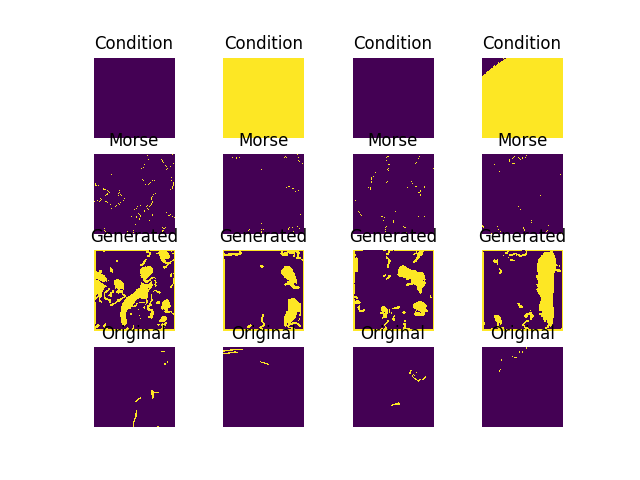 Condition Condition Condition Condition
Morse Morse Morse Morse
Generated Generated Generated Generated
Original Original Original Original